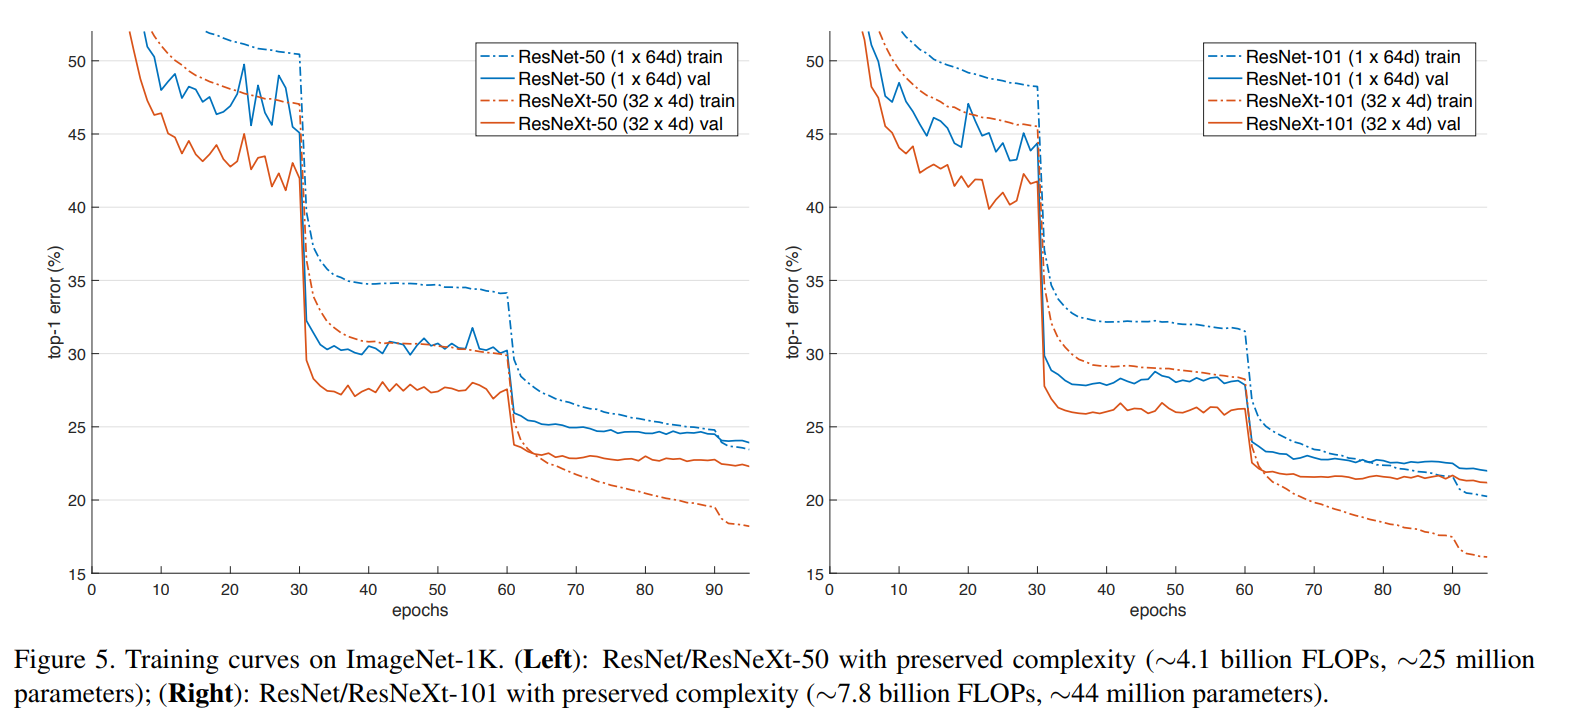 top-1 error (%)
50
45
40
35
30
25
20
15
0 10 20 30 40 50 60 70 80 90
epochs
ResNet-50 (1 x 64d) train
ResNet-50 (1 x 64d) val
ResNeXt-50 (32 x 4d) train
ResNeXt-50 (32 x 4d) val
top-1 error (%)
50
45
40
35
30
25
20
15
0 10 20 30 40 50 60 70 80 90
epochs
ResNet-101 (1 x 64d) train
ResNet-101 (1 x 64d) val
ResNeXt-101 (32 x 4d) train
ResNeXt-101 (32 x 4d) val
Figure 5. Training curves on ImageNet-1K. (Left): ResNet/ResNeXt-50 with preserved complexity (∼4.1 billion FLOPs, ∼25 million
parameters); (Right): ResNet/ResNeXt-101 with preserved complexity (∼7.8 billion FLOPs, ∼44 million parameters).